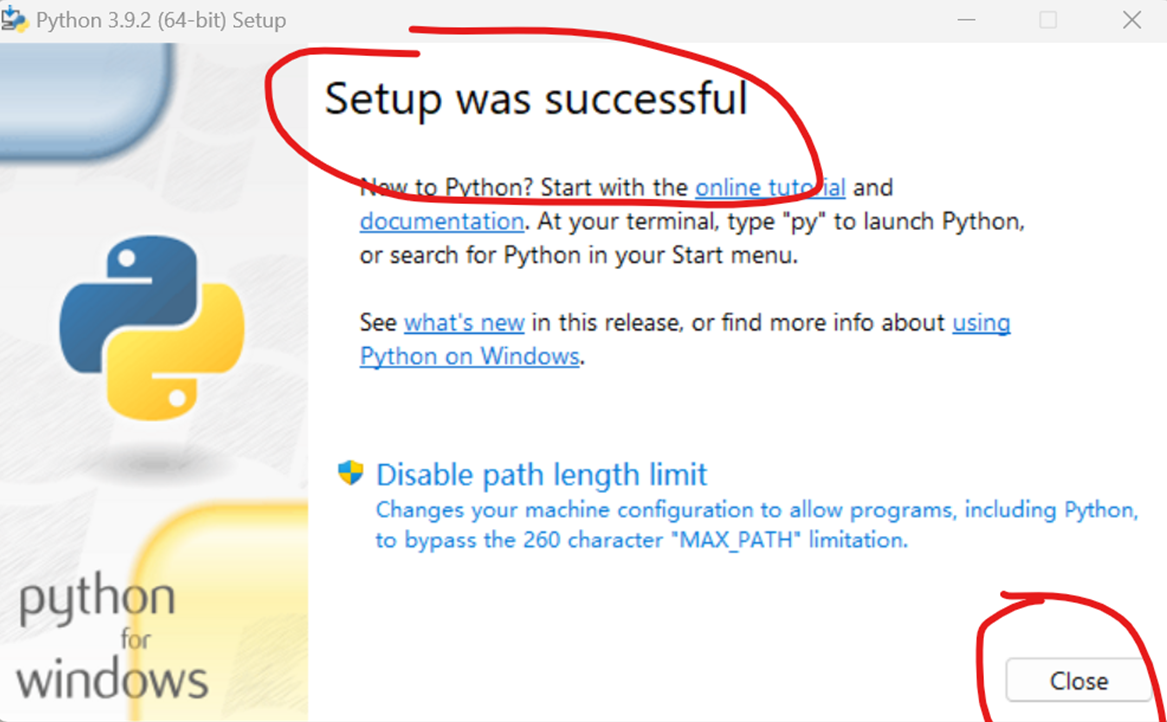 Python 3.9.2 (64-bit) Setup
Setup was successful
New to Python? Start with the online tutorial and
documentation. At your terminal, type "py" to launch Python,
or search for Python in your Start menu.
See what's new in this release, or find more info about using
Python on Windows.
Disable path length limit
Changes your machine configuration to allow programs, including Python,
to bypass the 260 character "MAX_PATH" limitation.
python
for
windows
Close